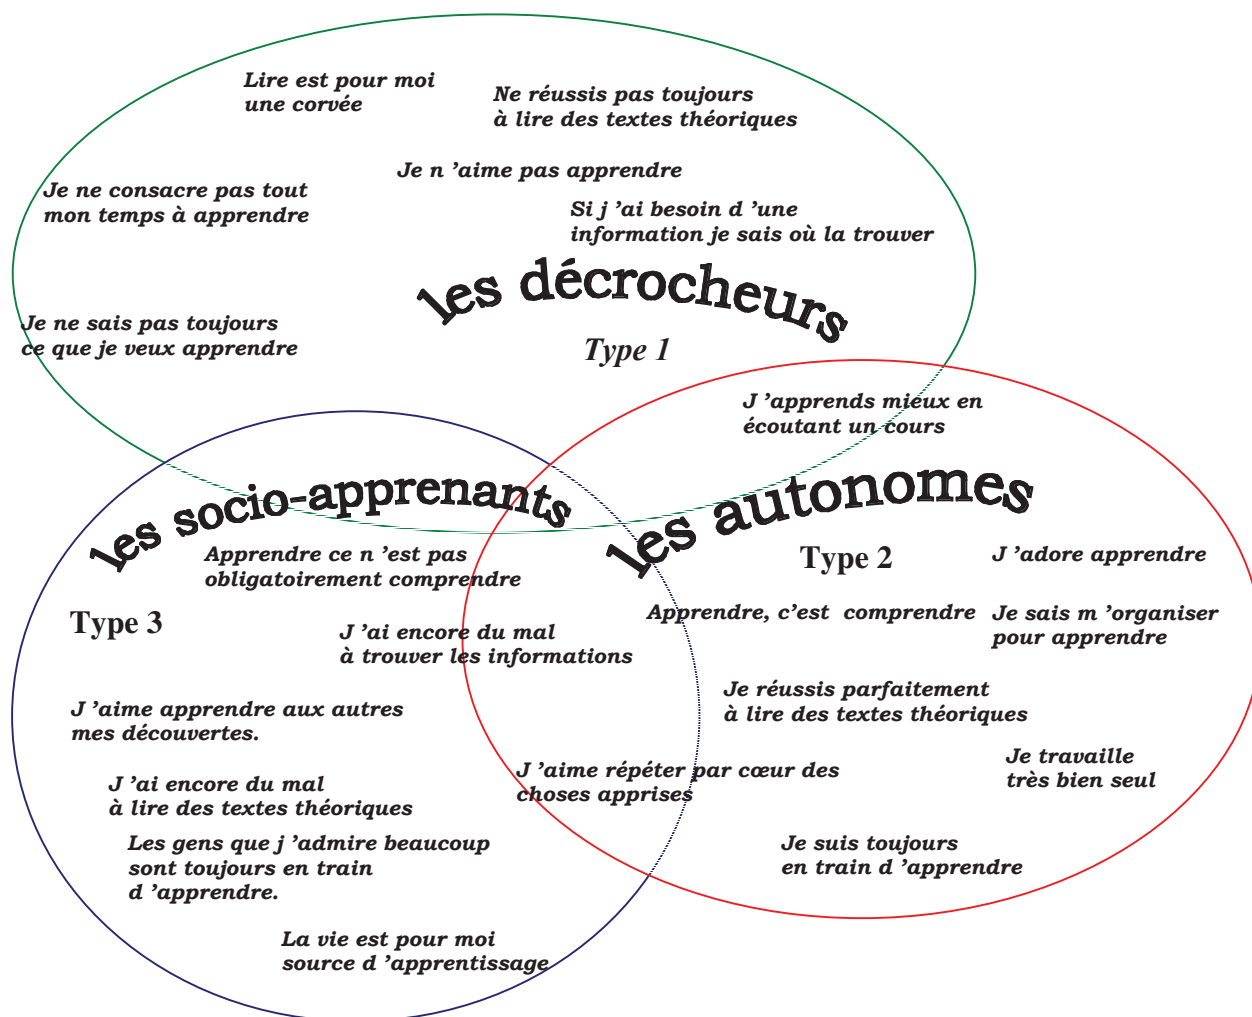 Lire est pour moi
une corvée
Ne réussis pas toujours
à lire des textes théoriques
Je n ’aime pas apprendre
Je ne consacre pas tout
mon temps à apprendre
Si j ’ai besoin d ’une
information je sais où la trouver
les décrocheurs
Type 1
Je ne sais pas toujours
ce que je veux apprendre
J ’apprends mieux en
écoutant un cours
les socio-apprenants
les autonomes
Apprendre ce n ’est pas
obligatoirement comprendre
Type 2
J ’adore apprendre
Type 3
Apprendre, c’est  comprendre
Je sais m ’organiser
pour apprendre
J ’ai encore du mal
à trouver les informations
Je réussis parfaitement
à lire des textes théoriques
J ’aime apprendre aux autres
mes découvertes.
Je travaille
très bien seul
J ’aime répéter par cœur des
choses apprises
J ’ai encore du mal
à lire des textes théoriques
Les gens que j ’admire beaucoup
sont toujours en train
d ’apprendre.
Je suis toujours
en train d ’apprendre
La vie est pour moi
source d ’apprentissage